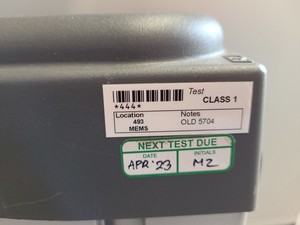 Test
*444* CLASS 1
Location Notes
493 OLD 5704
MEMS
NEXT TEST DUE
DATE INITIALS
APR '23 MZ